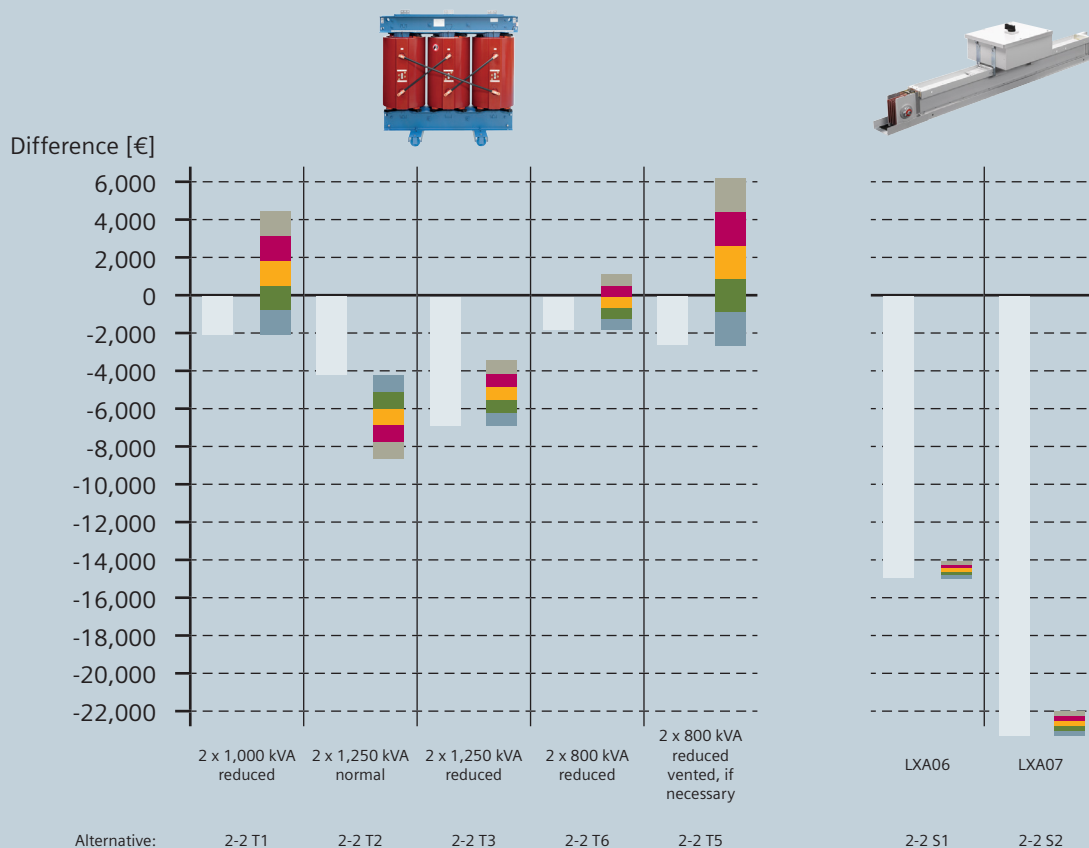 Difference [€]
6,000
4,000
2,000
0
-2,000
-4,000
-6,000
-8,000
-10,000
-12,000
-14,000
-16,000
-18,000
-20,000
-22,000
2 x 1,000 kVA
reduced
2 x 1,250 kVA
normal
2 x 1,250 kVA
reduced
2 x 800 kVA
reduced
2 x 800 kVA
reduced
vented, if
necessary
LXA06
LXA07
Alternative: 2-2 T1 2-2 T2 2-2 T3 2-2 T6 2-2 T5 2-2 S1 2-2 S2